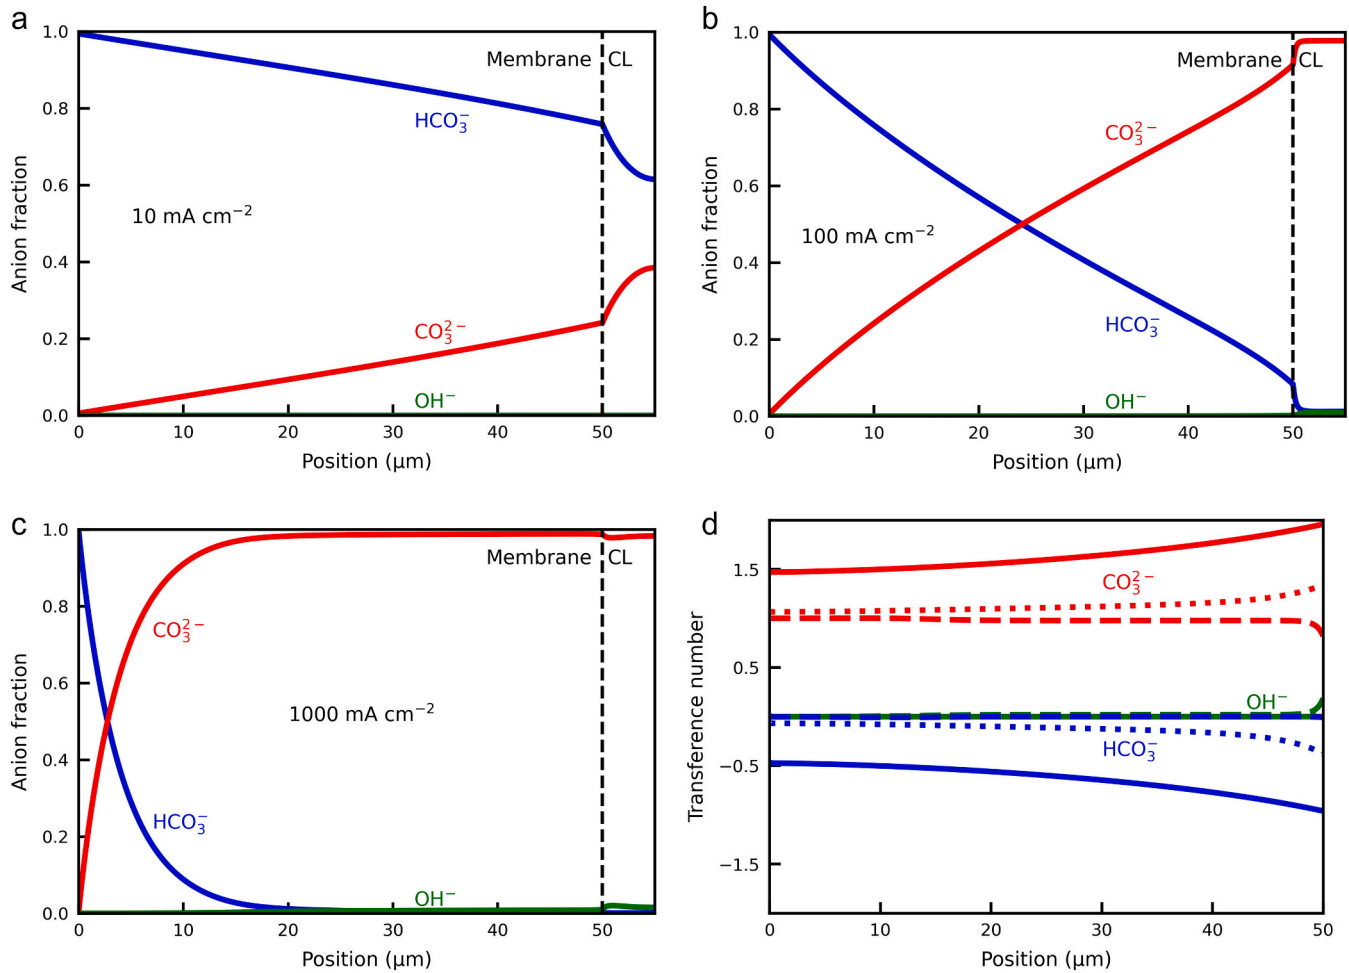 a
1.0
0.8
0.6
0.4
0.2
0.0
Anion fraction
Membrane
CL
HCO₃⁻
10 mA cm⁻²
CO₃²⁻
OH⁻
0
10
20
30
40
50
Position (μm)
b
1.0
0.8
0.6
0.4
0.2
0.0
Anion fraction
Membrane
CL
CO₃²⁻
100 mA cm⁻²
HCO₃⁻
OH⁻
0
10
20
30
40
50
Position (μm)
c
1.0
0.8
0.6
0.4
0.2
0.0
Anion fraction
Membrane
CL
CO₃²⁻
1000 mA cm⁻²
HCO₃⁻
OH⁻
0
10
20
30
40
50
Position (μm)
d
1.5
0.5
−0.5
−1.5
Transference number
CO₃²⁻
OH⁻
HCO₃⁻
0
10
20
30
40
50
Position (μm)